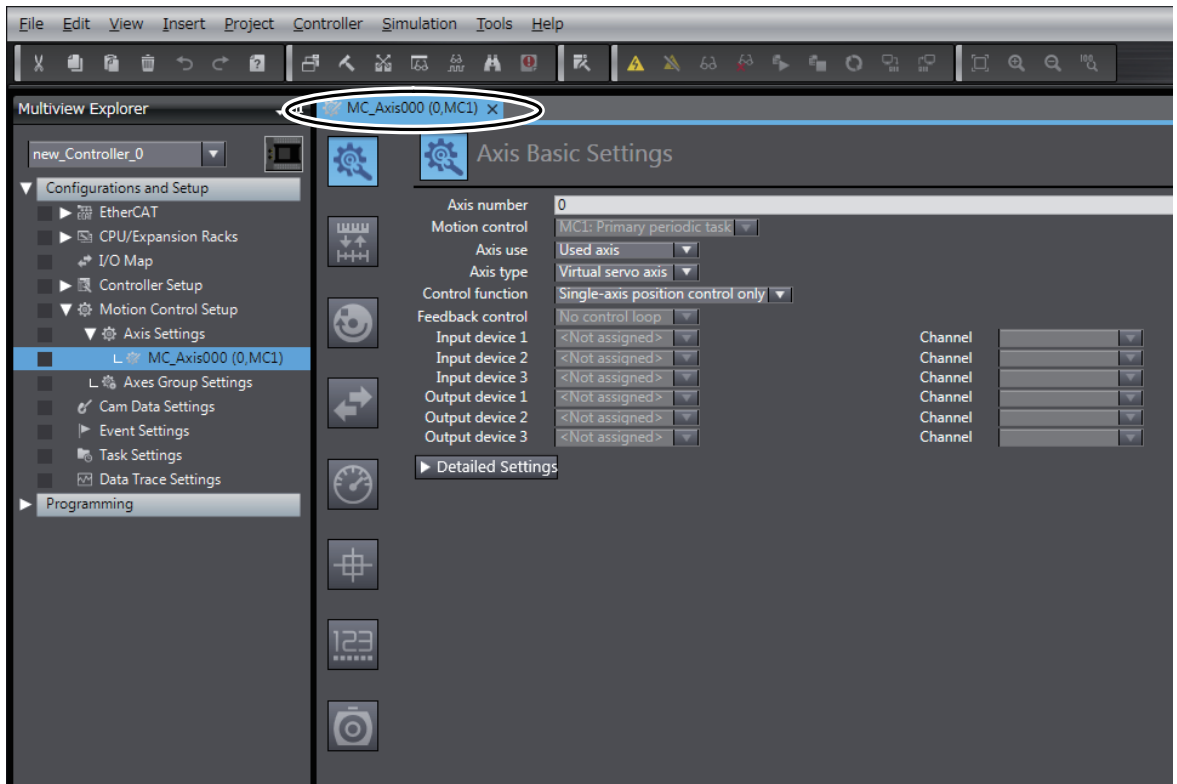 File Edit View Insert Project Controller Simulation Tools Help
Multiview Explorer
MC_Axis000 (0,MC1) ×
new_Controller_0
Configurations and Setup
EtherCAT
CPU/Expansion Racks
I/O Map
Controller Setup
Motion Control Setup
Axis Settings
MC_Axis000 (0,MC1)
Axes Group Settings
Cam Data Settings
Event Settings
Task Settings
Data Trace Settings
Programming
Axis Basic Settings
Axis number 0
Motion control MC1: Primary periodic task
Axis use Used axis
Axis type Virtual servo axis
Control function Single-axis position control only
Feedback control No control loop
Input device 1 <Not assigned> Channel
Input device 2 <Not assigned> Channel
Input device 3 <Not assigned> Channel
Output device 1 <Not assigned> Channel
Output device 2 <Not assigned> Channel
Output device 3 <Not assigned> Channel
Detailed Settings
123